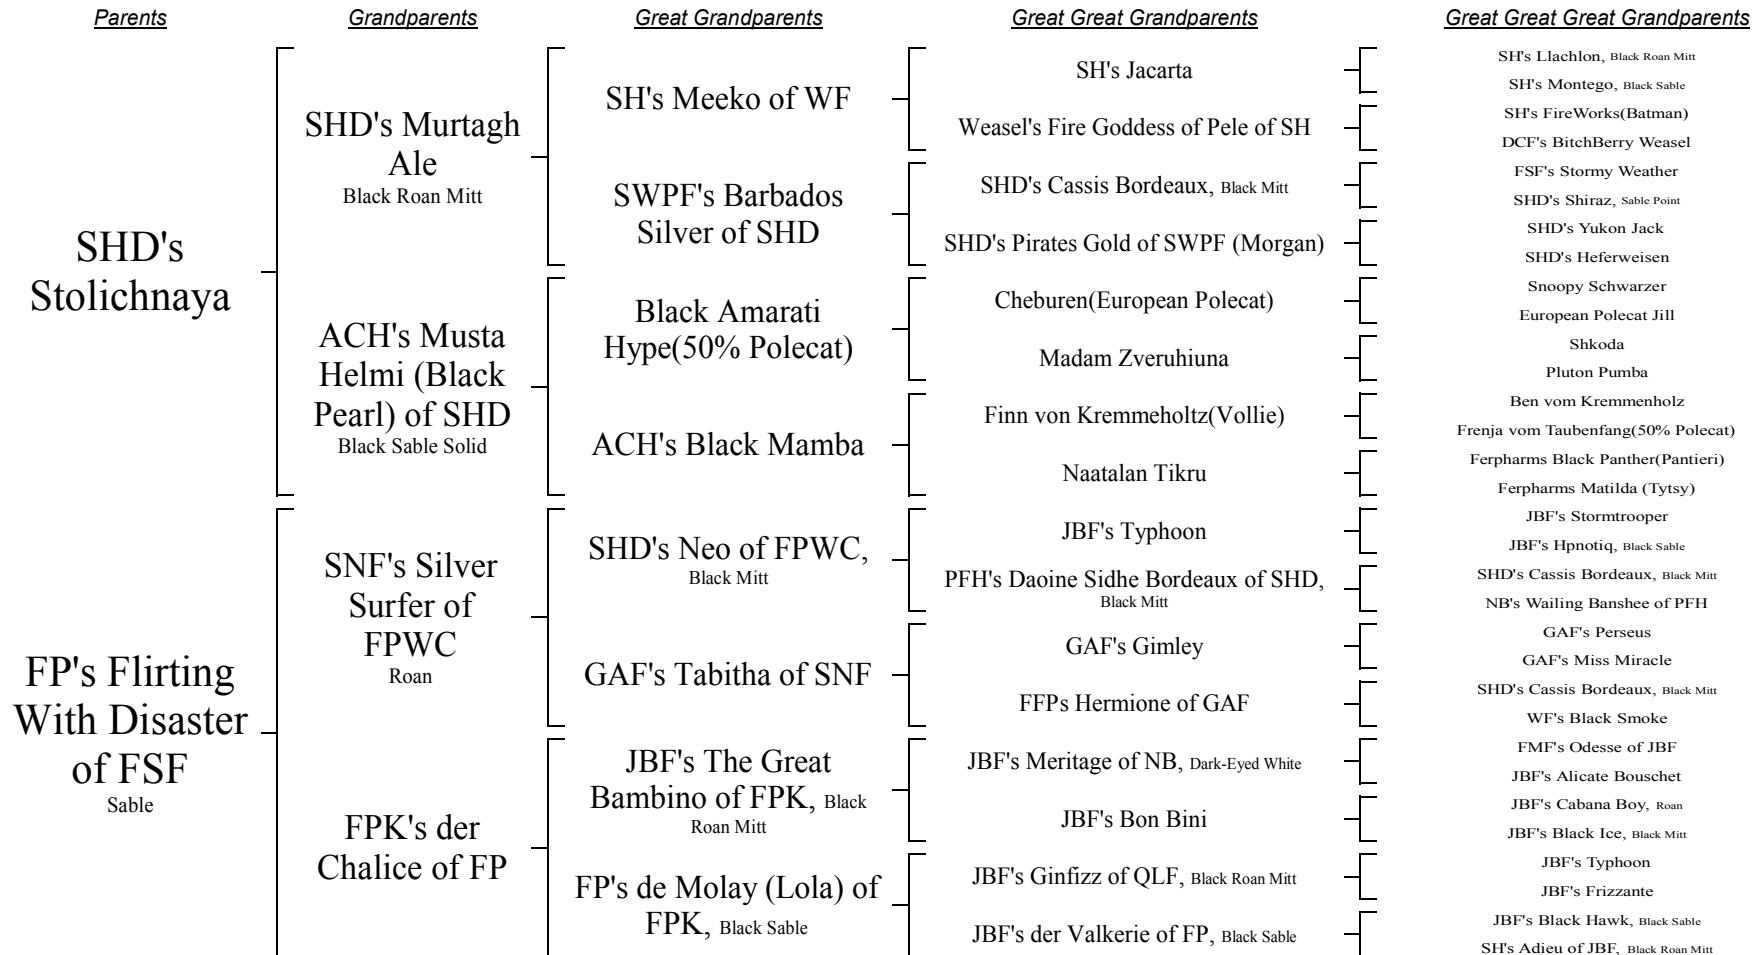 Parents
Grandparents
Great Grandparents
Great Great Grandparents
Great Great Great Grandparents
SHD's
Stolichnaya
FP's Flirting
With Disaster
of FSF
Sable
SHD's Murtagh
Ale
Black Roan Mitt
ACH's Musta
Helmi (Black
Pearl) of SHD
Black Sable Solid
SNF's Silver
Surfer of
FPWC
Roan
FPK's der
Chalice of FP
SH's Meeko of WF
SWPF's Barbados
Silver of SHD
Black Amarati
Hype(50% Polecat)
ACH's Black Mamba
SHD's Neo of FPWC,
Black Mitt
GAF's Tabitha of SNF
JBF's The Great
Bambino of FPK, Black
Roan Mitt
FP's de Molay (Lola) of
FPK, Black Sable
SH's Jacarta
Weasel's Fire Goddess of Pele of SH
SHD's Cassis Bordeaux, Black Mitt
SHD's Pirates Gold of SWPF (Morgan)
Cheburen(European Polecat)
Madam Zveruhiuna
Finn von Kremmeholtz(Vollie)
Naatalan Tikru
JBF's Typhoon
PFH's Daoine Sidhe Bordeaux of SHD,
Black Mitt
GAF's Gimley
FFPs Hermione of GAF
JBF's Meritage of NB, Dark-Eyed White
JBF's Bon Bini
JBF's Ginfizz of QLF, Black Roan Mitt
JBF's der Valkerie of FP, Black Sable
SH's Llachlon, Black Roan Mitt
SH's Montego, Black Sable
SH's FireWorks(Batman)
DCF's BitchBerry Weasel
FSF's Stormy Weather
SHD's Shiraz, Sable Point
SHD's Yukon Jack
SHD's Heferweisen
Snoopy Schwarzer
European Polecat Jill
Shkoda
Pluton Pumba
Ben vom Kremmenholz
Frenja vom Taubenfang(50% Polecat)
Ferpharms Black Panther(Pantieri)
Ferpharms Matilda (Tytsy)
JBF's Stormtrooper
JBF's Hpnotiq, Black Sable
SHD's Cassis Bordeaux, Black Mitt
NB's Wailing Banshee of PFH
GAF's Perseus
GAF's Miss Miracle
SHD's Cassis Bordeaux, Black Mitt
WF's Black Smoke
FMF's Odesse of JBF
JBF's Alicate Bouschet
JBF's Cabana Boy, Roan
JBF's Black Ice, Black Mitt
JBF's Typhoon
JBF's Frizzante
JBF's Black Hawk, Black Sable
SH's Adieu of JBF, Black Roan Mitt